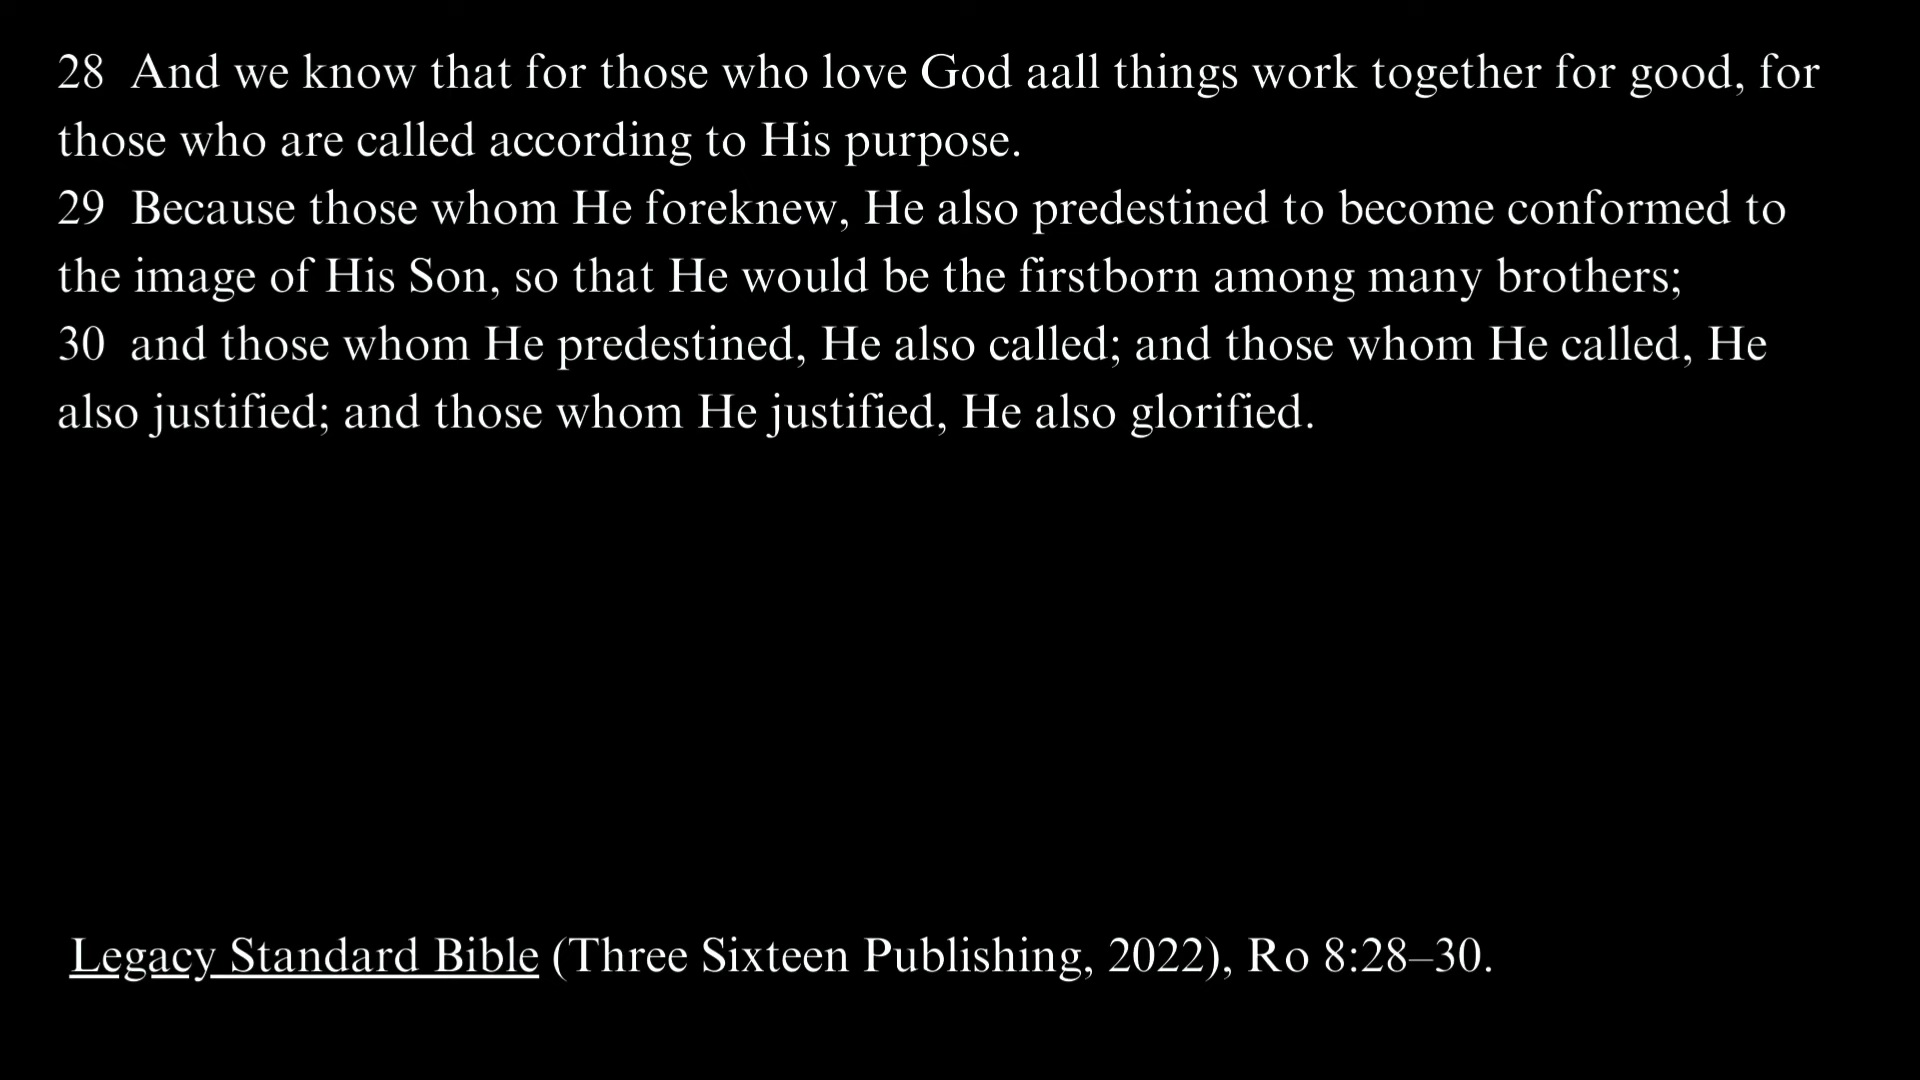 28  And we know that for those who love God aall things work together for good, for
those who are called according to His purpose.
29  Because those whom He foreknew, He also predestined to become conformed to
the image of His Son, so that He would be the firstborn among many brothers;
30  and those whom He predestined, He also called; and those whom He called, He
also justified; and those whom He justified, He also glorified.
Legacy Standard Bible (Three Sixteen Publishing, 2022), Ro 8:28–30.